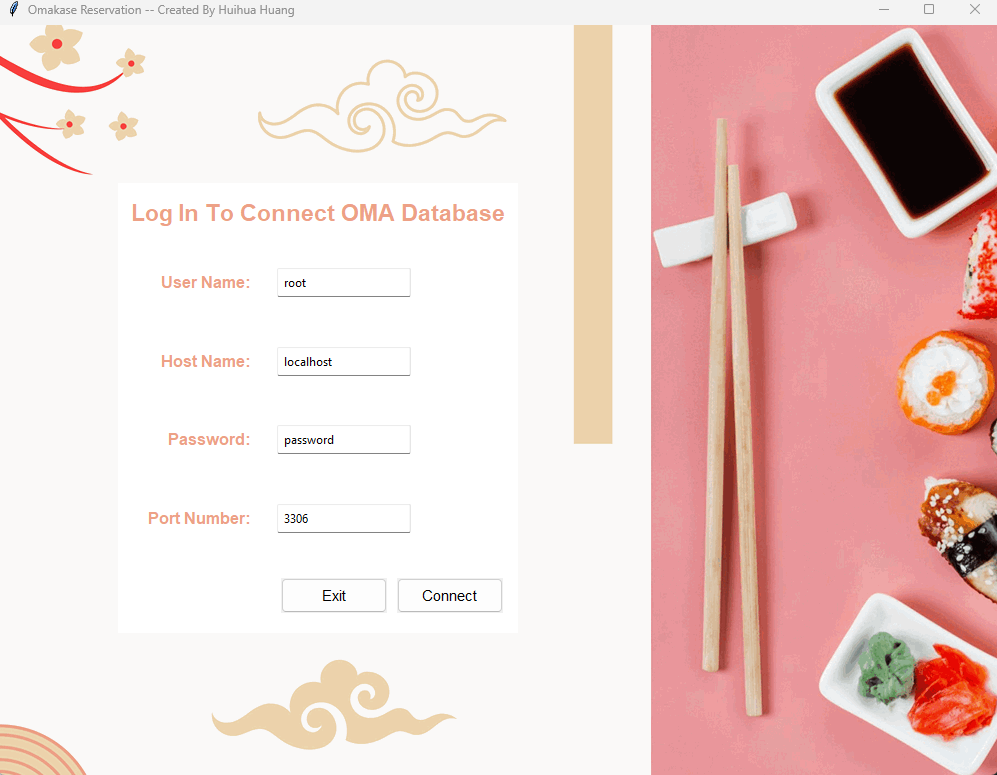 Omakase Reservation -- Created By Huihua Huang
Log In To Connect OMA Database
User Name: root
Host Name: localhost
Password: password
Port Number: 3306
Exit Connect